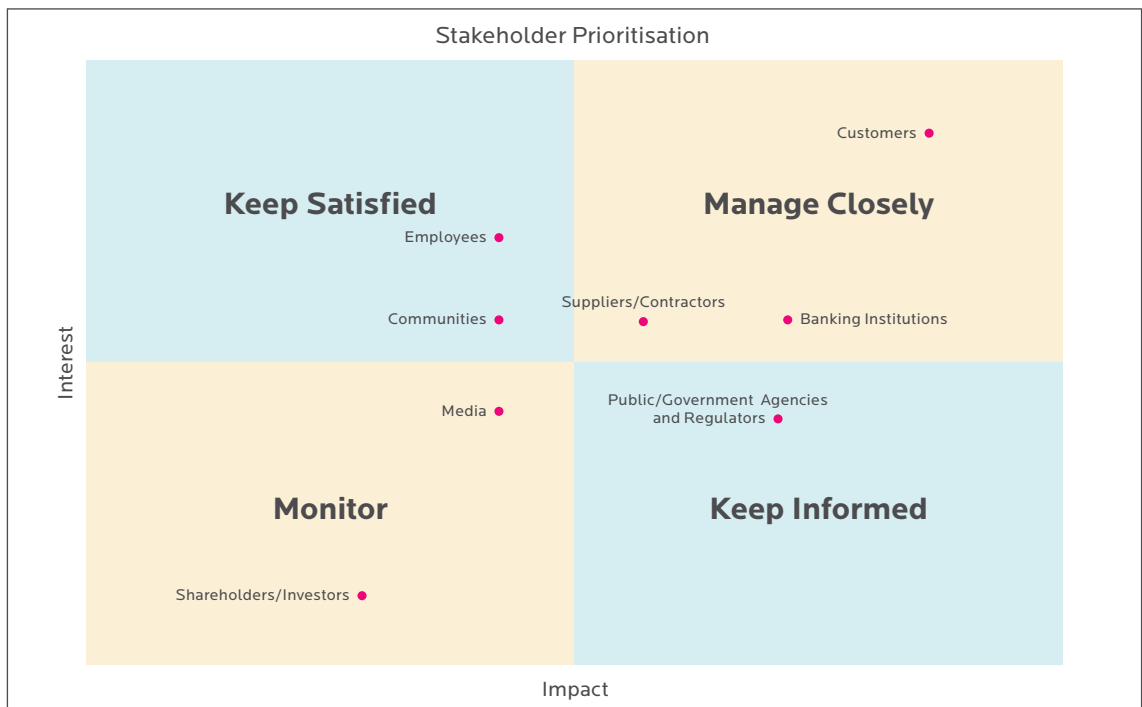 Stakeholder Prioritisation
Customers
Keep Satisfied
Manage Closely
Employees
Suppliers/Contractors
Communities
Banking Institutions
Interest
Media
Public/Government Agencies
and Regulators
Monitor
Keep Informed
Shareholders/Investors
Impact